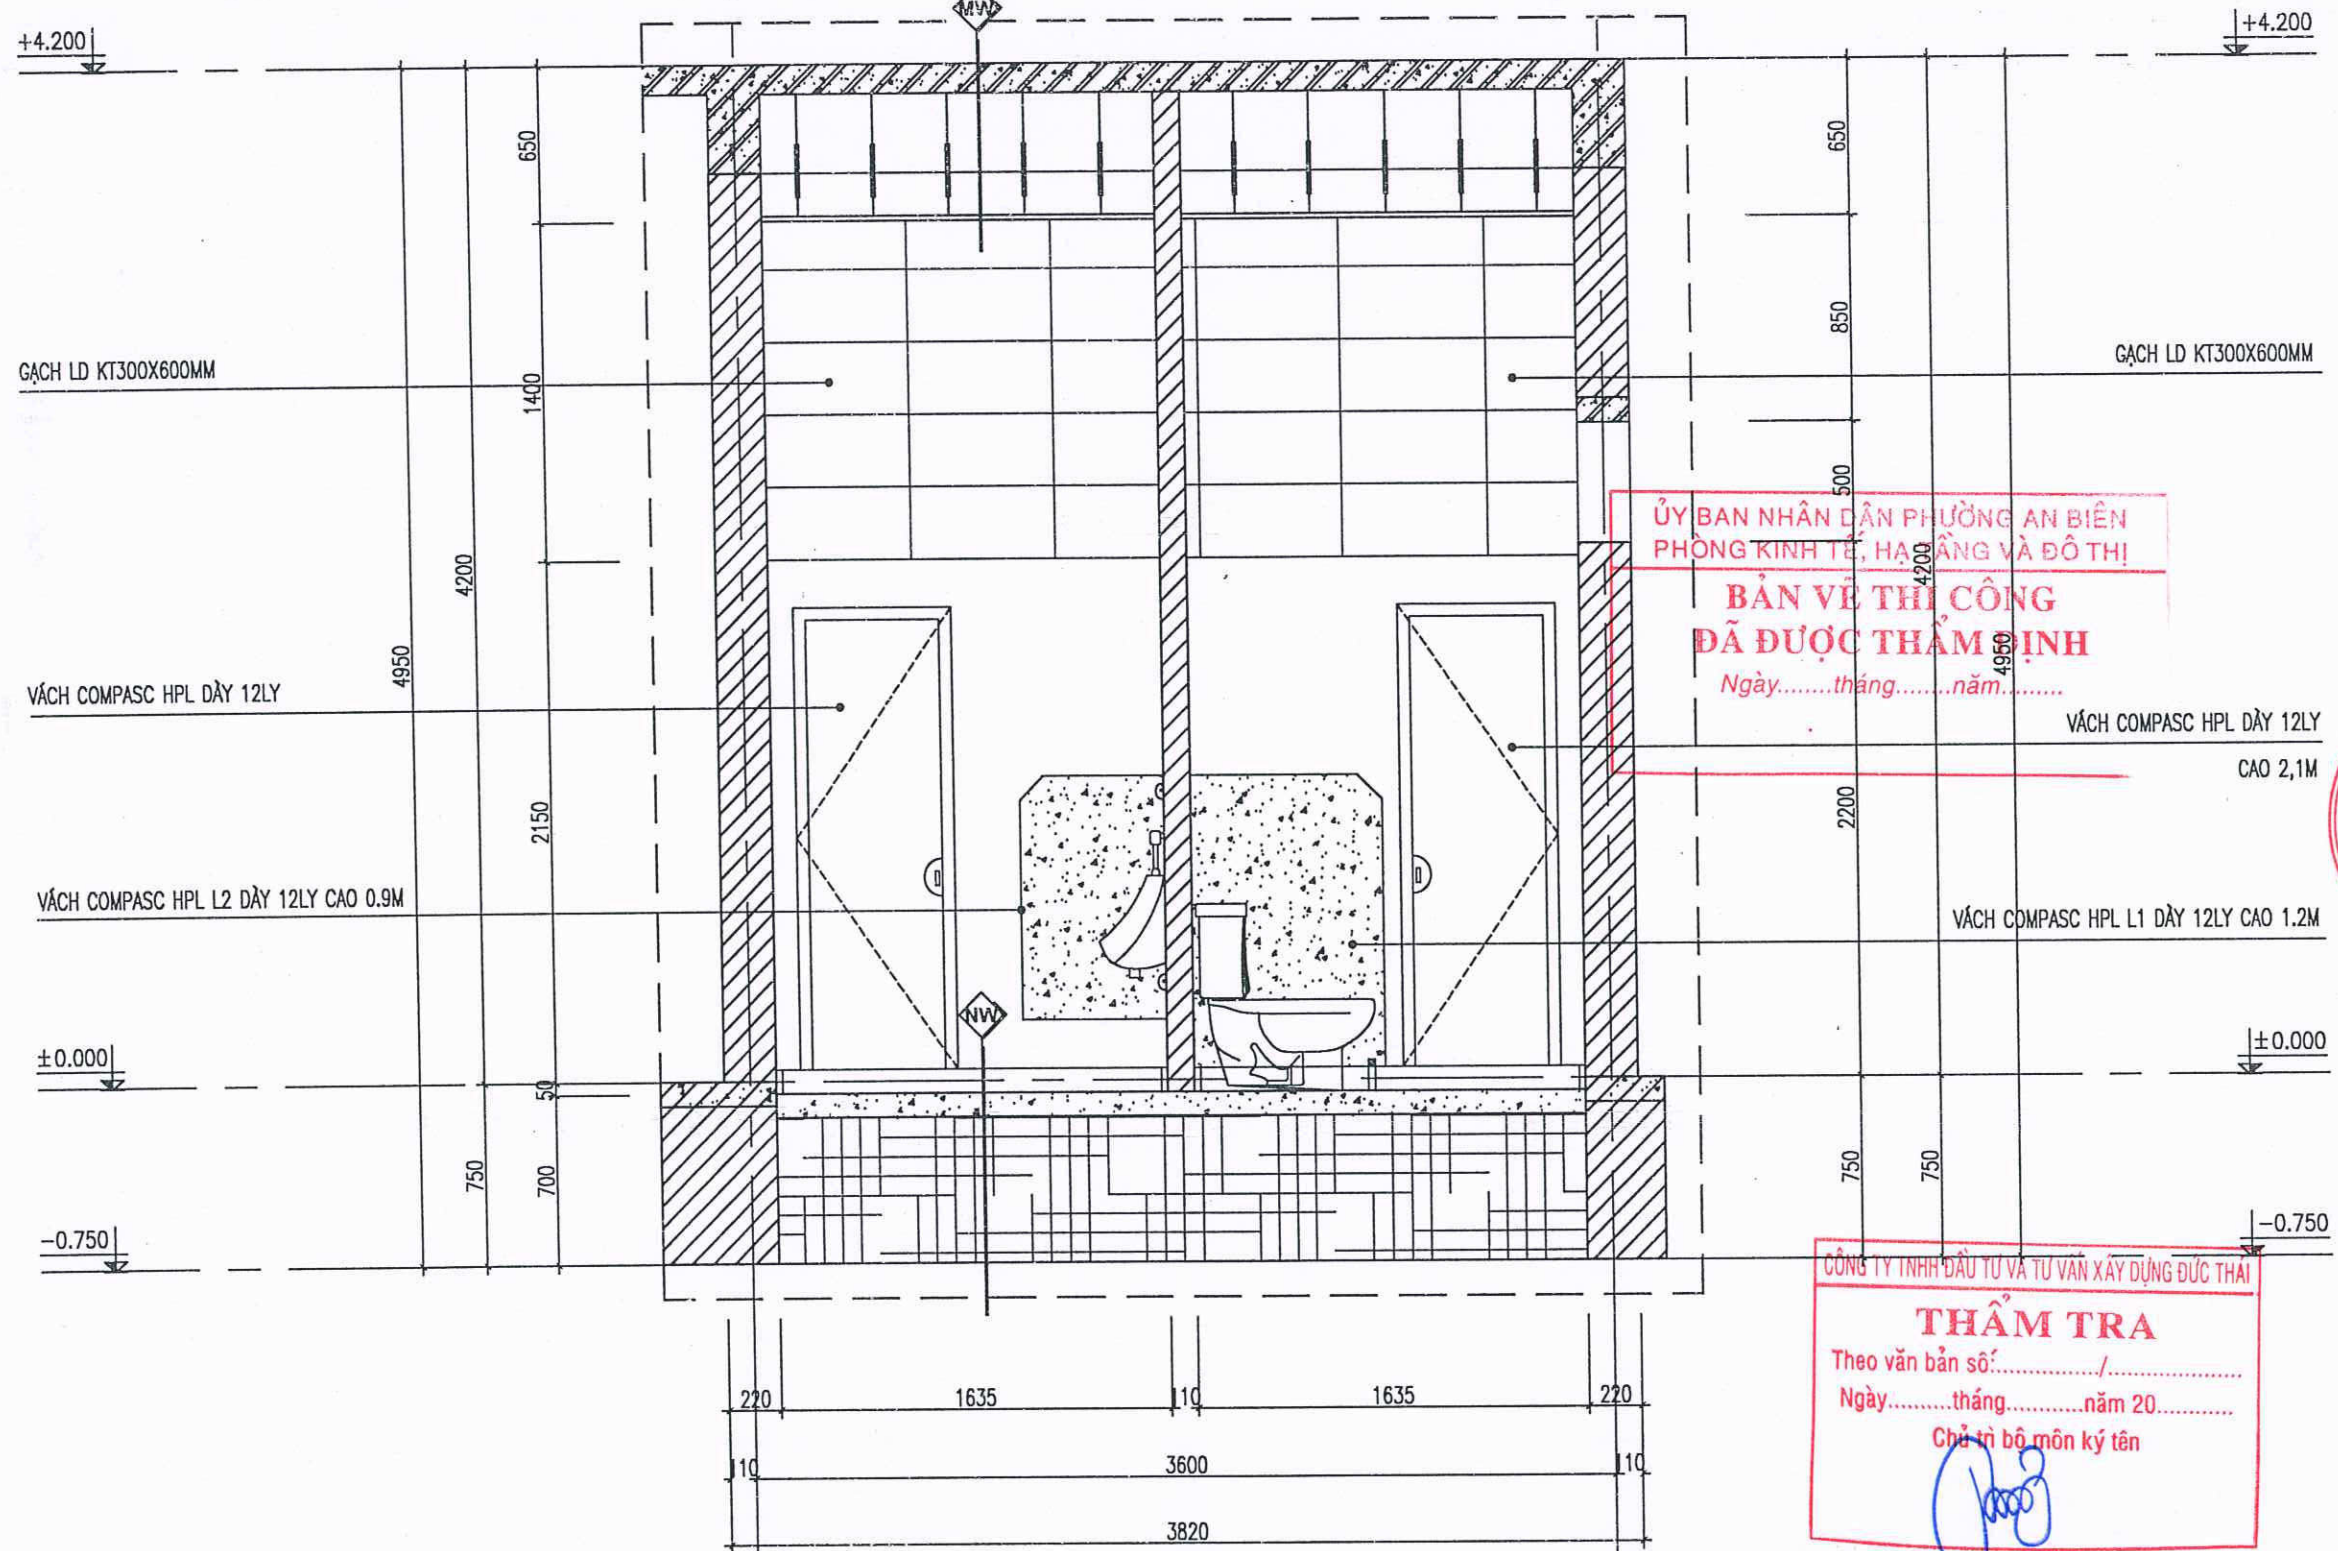 MW
+4.200
+4.200
650
650
850
GẠCH LD KT300X600MM
GẠCH LD KT300X600MM
1400
500
ỦY BAN NHÂN DÂN PHƯỜNG AN BIÊN
PHÒNG KINH TẾ, HẠ TẦNG VÀ ĐÔ THỊ
4200
4200
BẢN VẼ THI CÔNG
ĐÃ ĐƯỢC THẨM ĐỊNH
4950
4950
Ngày........tháng........năm.........
VÁCH COMPASC HPL DÀY 12LY
VÁCH COMPASC HPL DÀY 12LY
CAO 2,1M
2150
2200
VÁCH COMPASC HPL L2 DÀY 12LY CAO 0.9M
VÁCH COMPASC HPL L1 DÀY 12LY CAO 1.2M
NW
±0.000
±0.000
50
750
700
750
750
-0.750
-0.750
CÔNG TY TNHH ĐẦU TƯ VÀ TƯ VẤN XÂY DỰNG ĐỨC THÁI
THẨM TRA
Theo văn bản số:.............../...................
Ngày..........tháng............năm 20............
Chủ trì bộ môn ký tên
220
1635
110
1635
220
110
3600
110
3820